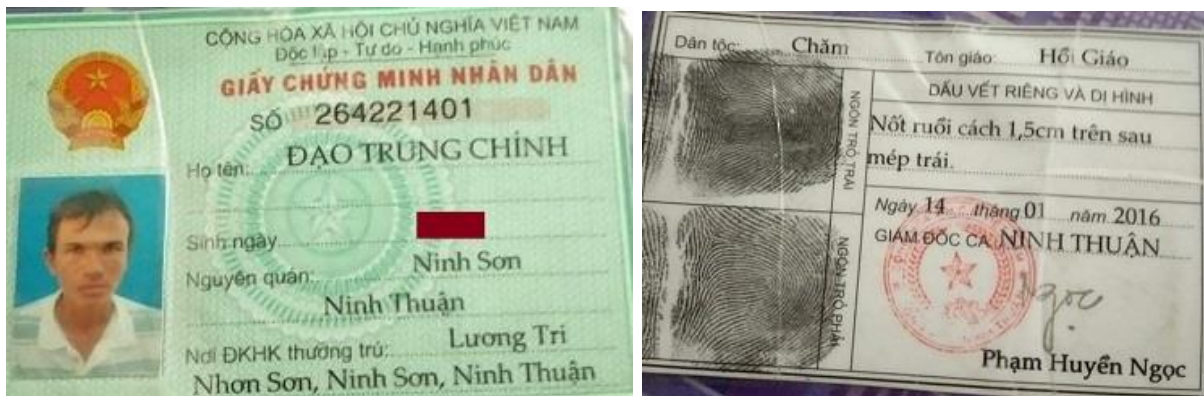 CỘNG HÒA XÃ HỘI CHỦ NGHĨA VIỆT NAM
Độc lập - Tự do - Hạnh phúc
GIẤY CHỨNG MINH NHÂN DÂN
SỐ 264221401
Họ tên: ĐẠO TRUNG CHÍNH
Sinh ngày
Nguyên quán: Ninh Sơn
Ninh Thuận
Nơi ĐKHK thường trú: Lương Tri
Nhơn Sơn, Ninh Sơn, Ninh Thuận
Dân tộc: Chăm Tôn giáo: Hồi Giáo
NGÓN TRỎ TRÁI
NGÓN TRỎ PHẢI
DẤU VẾT RIÊNG VÀ DỊ HÌNH
Nốt ruồi cách 1,5cm trên sau
mép trái.
Ngày 14 tháng 01 năm 2016
GIÁM ĐỐC CA: NINH THUẬN
Ngọc
Phạm Huyền Ngọc